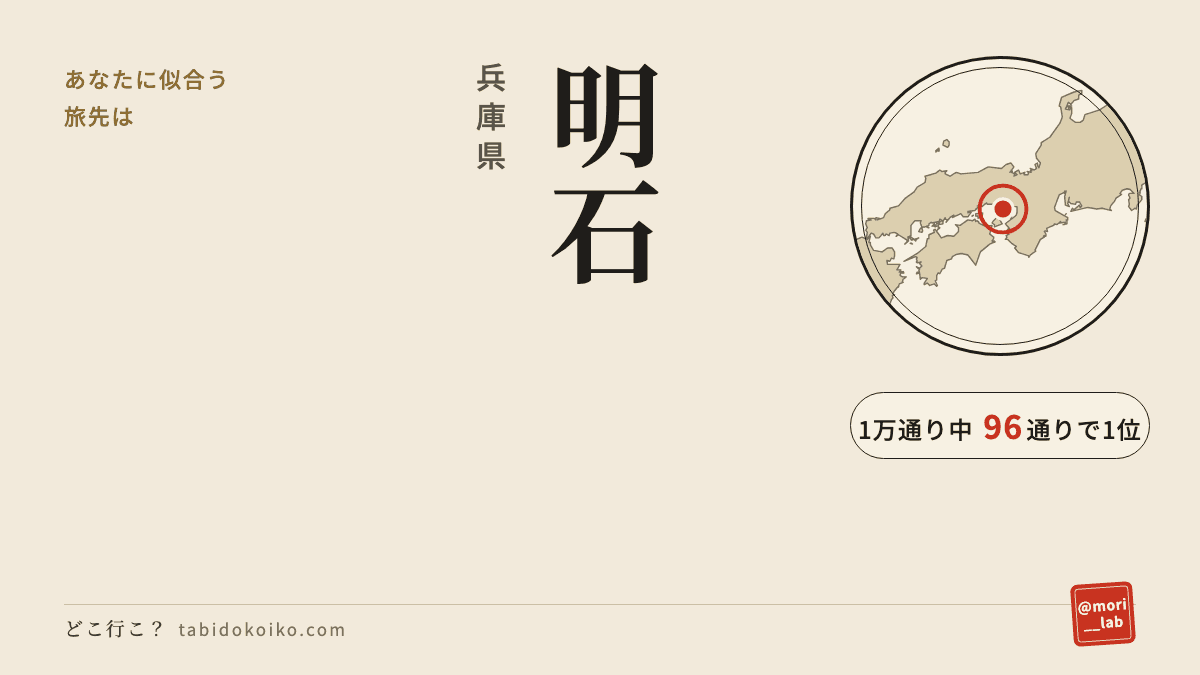 あなたに似合う
旅先は
明石
兵庫県
1万通り中 96通りで1位
どこ行こ? tabidokoiko.com
@mori
__lab